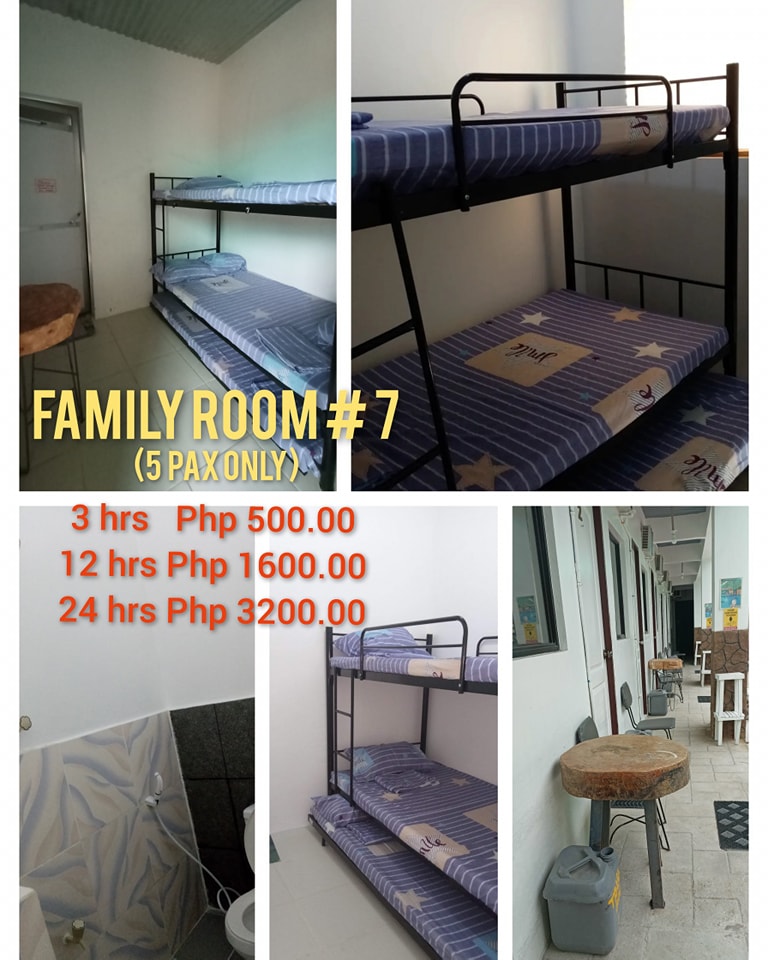 FAMILY ROOM # 7
(5 PAX ONLY)
3 hrs Php 500.00
12 hrs Php 1600.00
24 hrs Php 3200.00
smile